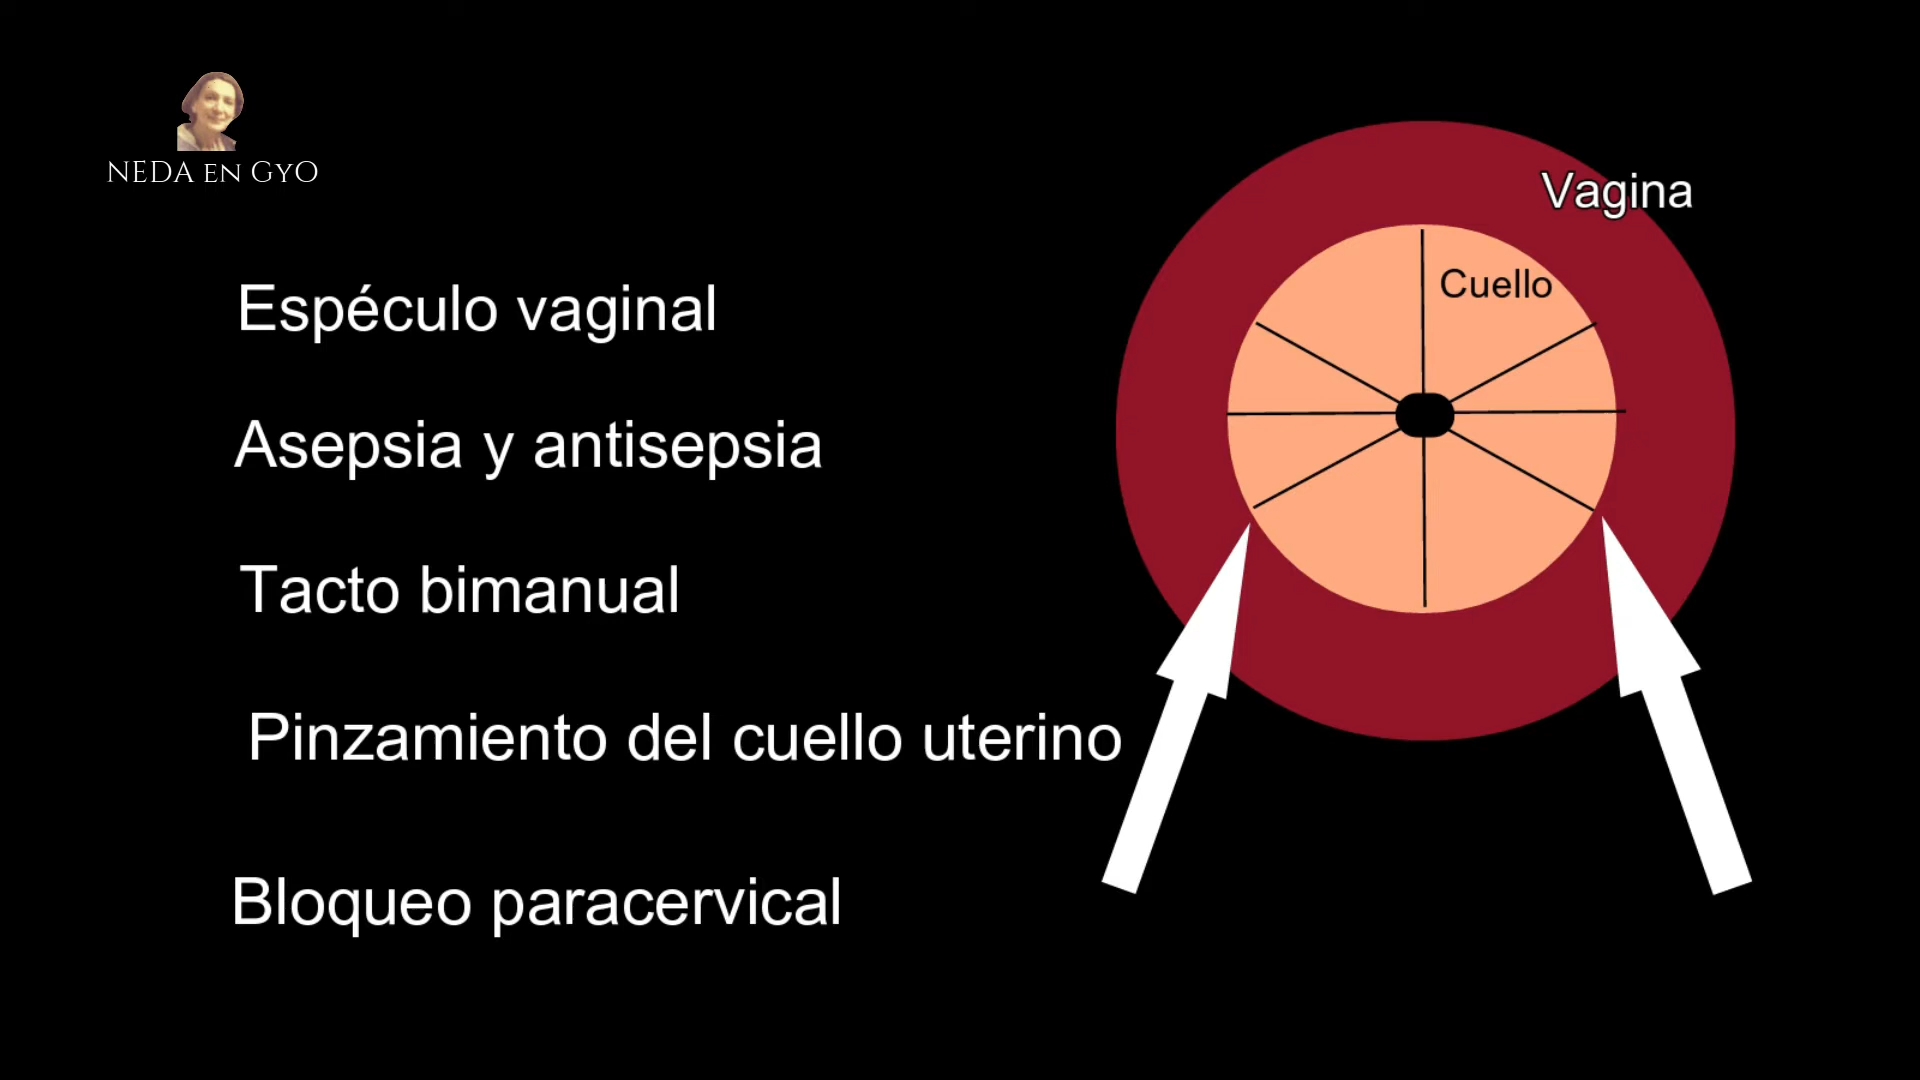 NEDA EN GYO
Espéculo vaginal
Asepsia y antisepsia
Tacto bimanual
Pinzamiento del cuello uterino
Bloqueo paracervical
Vagina
Cuello